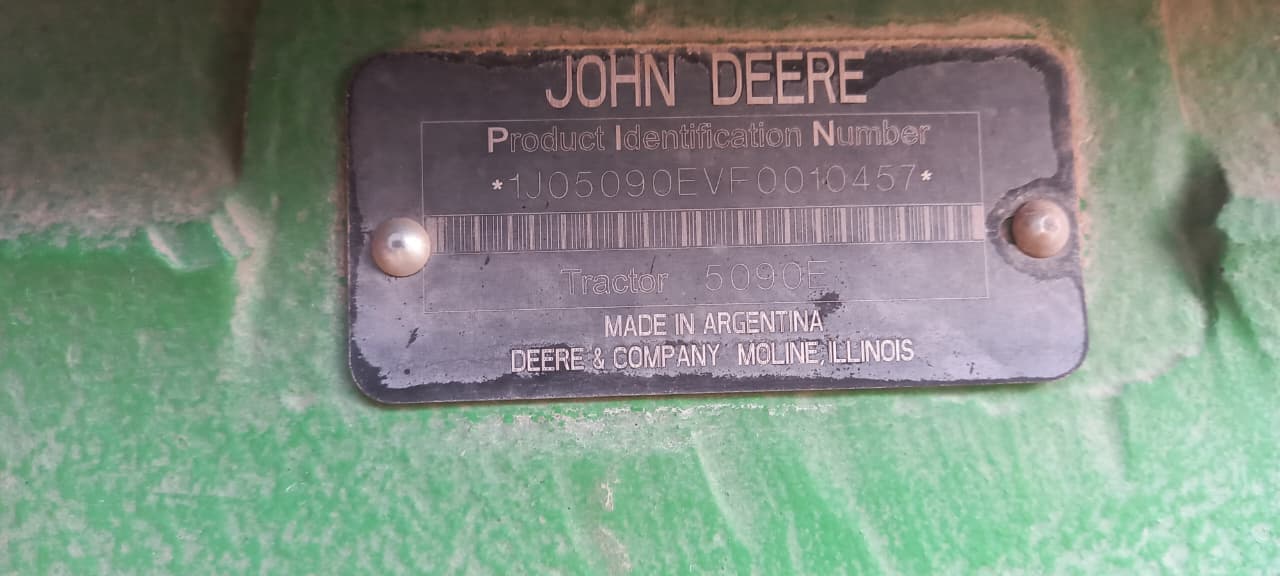 JOHN DEERE
Product Identification Number
*1J05090EVF0010457*
Tractor 5090E
MADE IN ARGENTINA
DEERE & COMPANY MOLINE, ILLINOIS